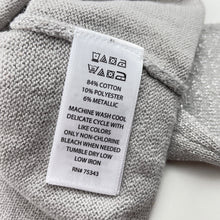 84% COTTON
10% POLYESTER
6% METALLIC
MACHINE WASH COOL
DELICATE CYCLE WITH
LIKE COLORS
ONLY NON-CHLORINE
BLEACH WHEN NEEDED
TUMBLE DRY LOW
LOW IRON
RN# 75343